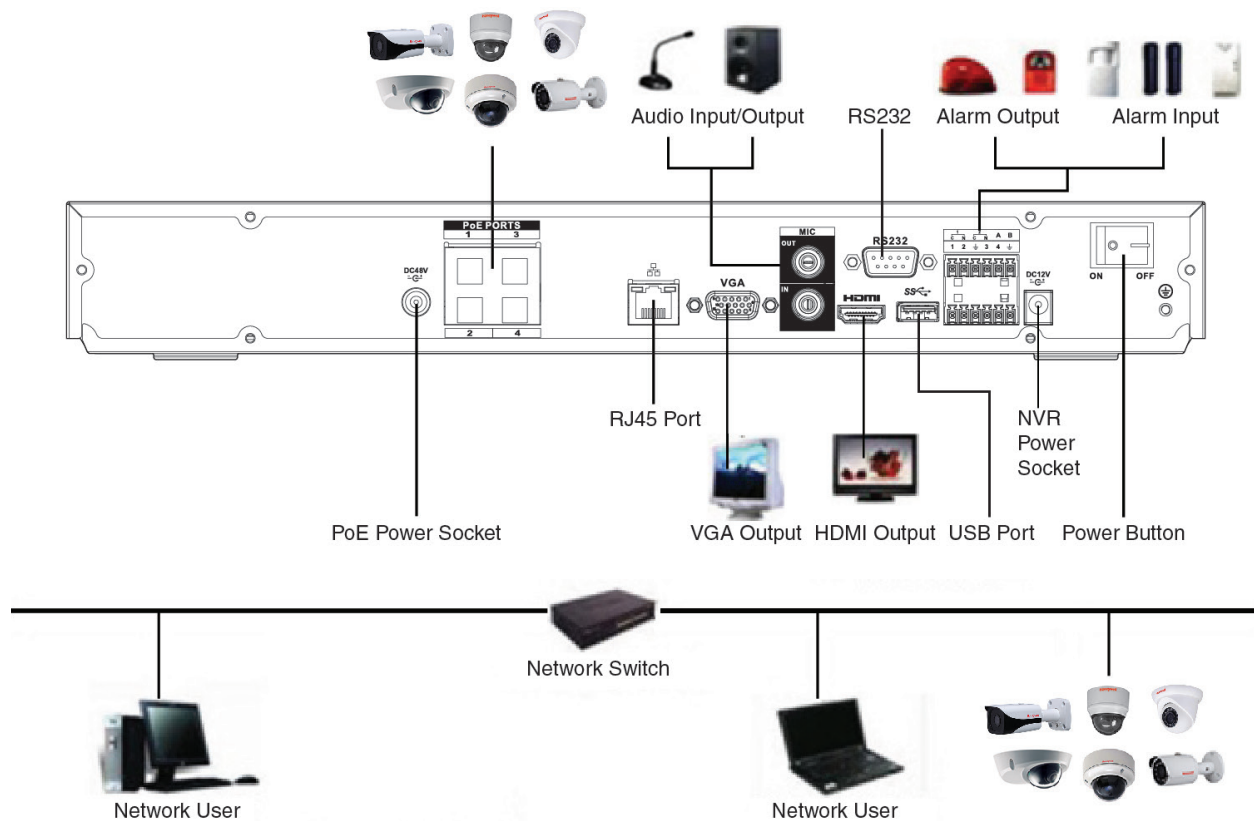 Audio Input/Output
RS232
Alarm Output
Alarm Input
PoE PORTS
1 3
2 4
DC48V
VGA
MIC
OUT
IN
RS232
HDMI
SS
C N C N A B
1 2 3 4
DC12V
ON OFF
RJ45 Port
NVR
Power
Socket
PoE Power Socket
VGA Output
HDMI Output
USB Port
Power Button
Network Switch
Network User
Network User